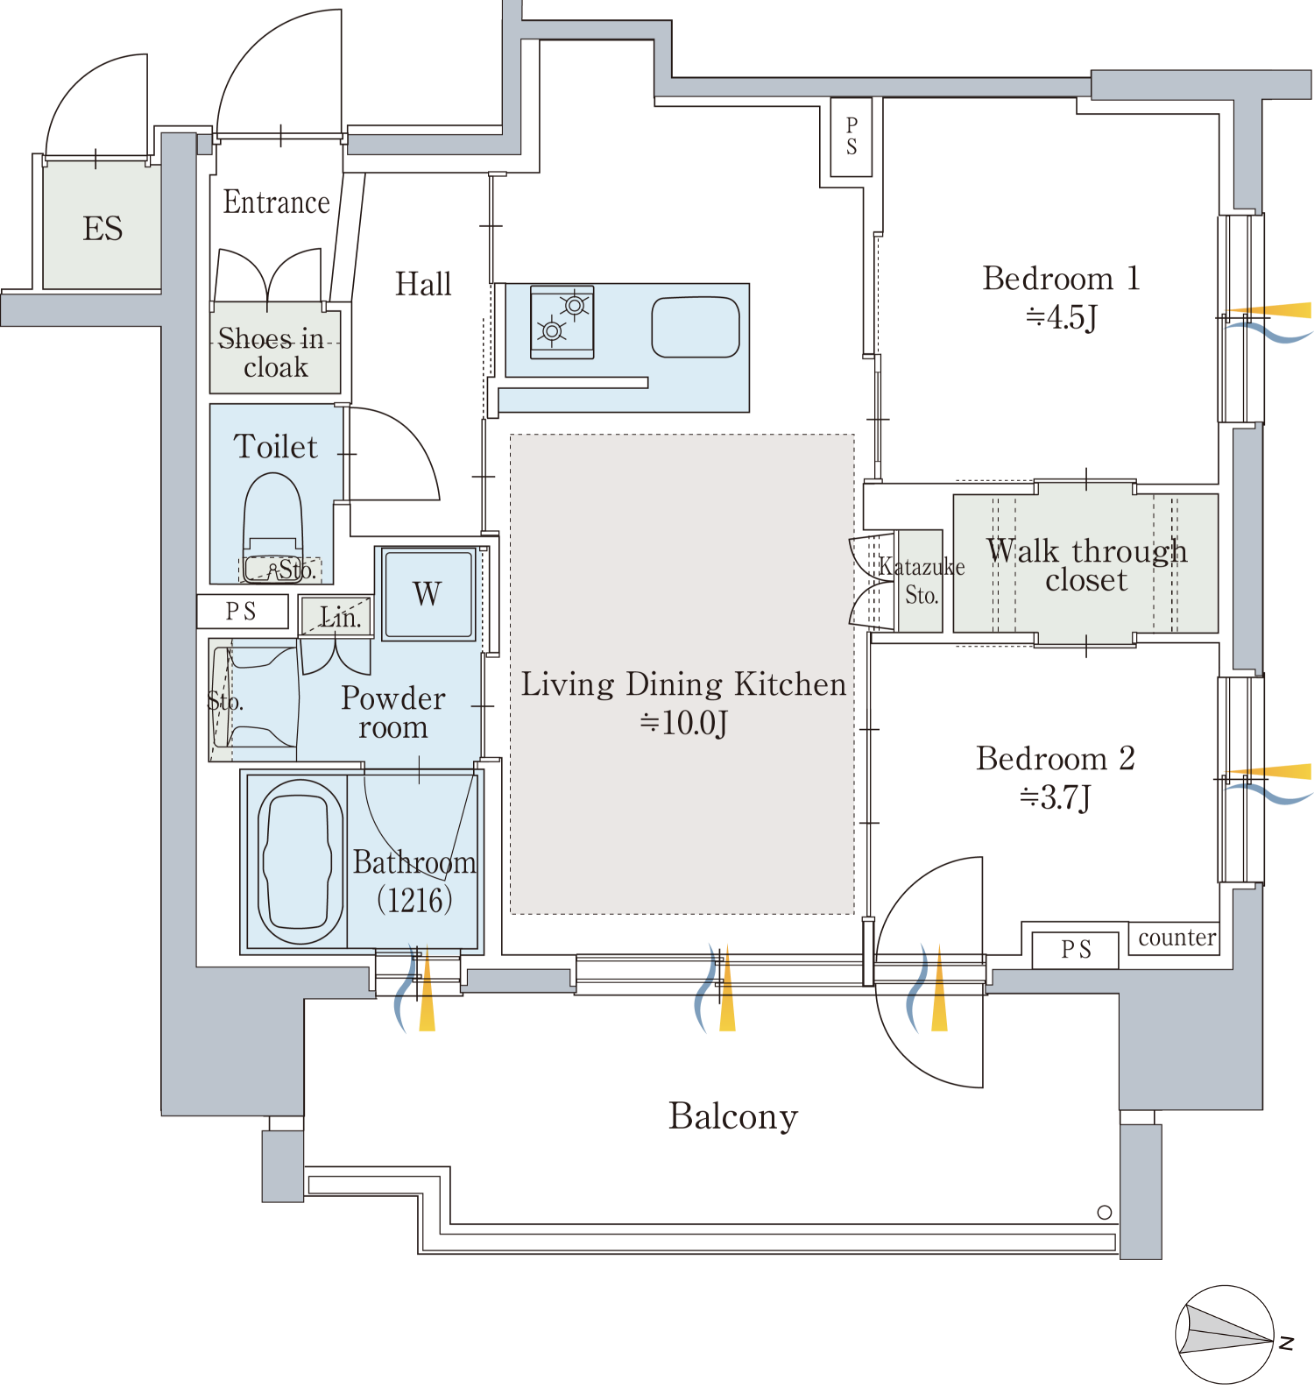 P
S
Entrance
ES
Hall
Bedroom 1
≒4.5J
Shoes in
cloak
Toilet
Sto.
Walk through
closet
Katazuke
Sto.
W
PS
Lin.
Sto.
Powder
room
Living Dining Kitchen
≒10.0J
Bedroom 2
≒3.7J
Bathroom
(1216)
PS
counter
Balcony
N